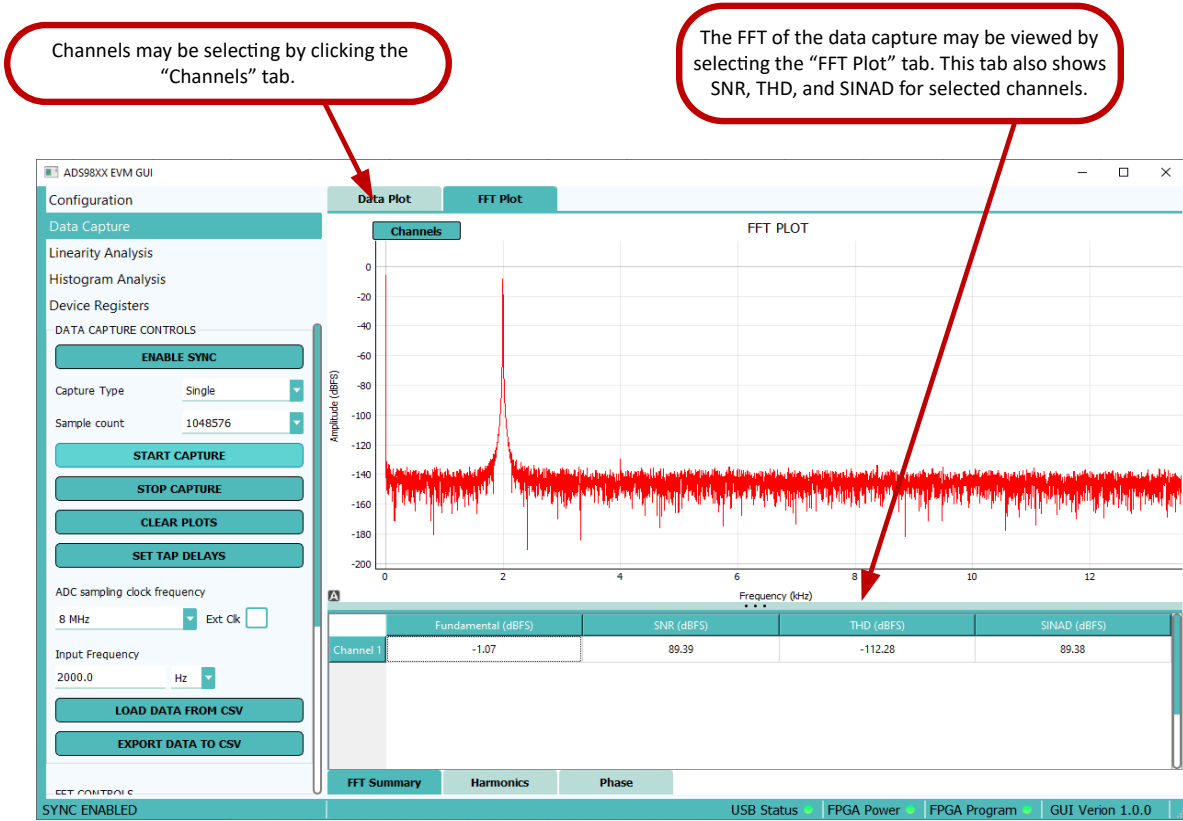 Channels may be selecting by clicking the
“Channels” tab.
The FFT of the data capture may be viewed by
selecting the “FFT Plot” tab. This tab also shows
SNR, THD, and SINAD for selected channels.
ADS98XX EVM GUI
Configuration
Data Capture
Linearity Analysis
Histogram Analysis
Device Registers
DATA CAPTURE CONTROLS
ENABLE SYNC
Capture Type Single
Sample count 1048576
START CAPTURE
STOP CAPTURE
CLEAR PLOTS
SET TAP DELAYS
ADC sampling clock frequency
8 MHz Ext Clk
Input Frequency
2000.0 Hz
LOAD DATA FROM CSV
EXPORT DATA TO CSV
FFT CONTROLS
Data Plot FFT Plot
Channels
FFT PLOT
Amplitude (dBFS)
0
-20
-40
-60
-80
-100
-120
-140
-160
-180
-200
0 2 4 6 8 10 12
A
Frequency (kHz)
Fundamental (dBFS) SNR (dBFS) THD (dBFS) SINAD (dBFS)
Channel 1 -1.07 89.39 -112.28 89.38
FFT Summary Harmonics Phase
SYNC ENABLED USB Status FPGA Power FPGA Program GUI Verion 1.0.0